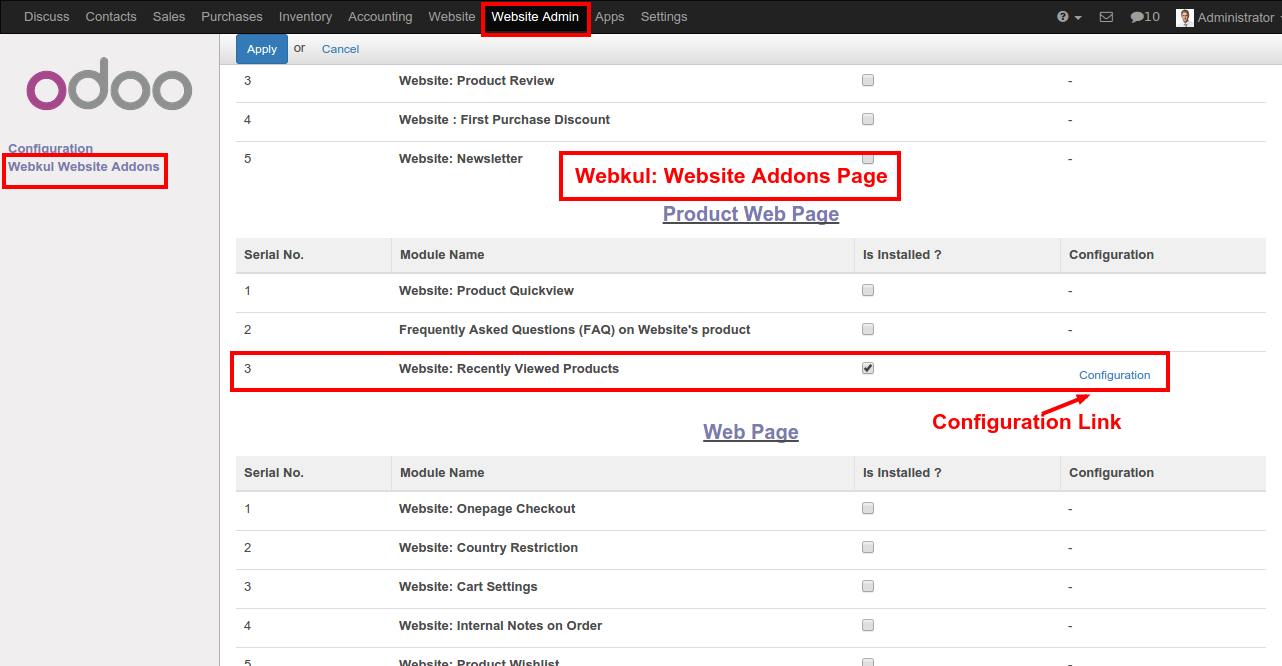 Discuss Contacts Sales Purchases Inventory Accounting Website Website Admin Apps Settings 10 Administrator
odoo
Apply or Cancel
Configuration
Webkul Website Addons
3 Website: Product Review -
4 Website : First Purchase Discount -
5 Website: Newsletter -
Webkul: Website Addons Page
Product Web Page
Serial No. Module Name Is Installed ? Configuration
1 Website: Product Quickview -
2 Frequently Asked Questions (FAQ) on Website's product -
3 Website: Recently Viewed Products Configuration
Configuration Link
Web Page
Serial No. Module Name Is Installed ? Configuration
1 Website: Onepage Checkout -
2 Website: Country Restriction -
3 Website: Cart Settings -
4 Website: Internal Notes on Order -
5 Website: Product Wishlist -